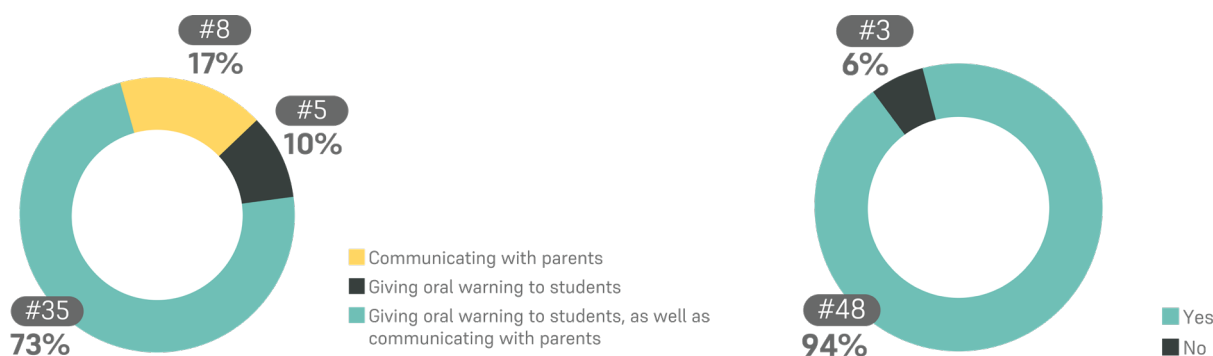 #8
17%
#5
10%
#35
73%
Communicating with parents
Giving oral warning to students
Giving oral warning to students, as well as
communicating with parents
#3
6%
#48
94%
Yes
No